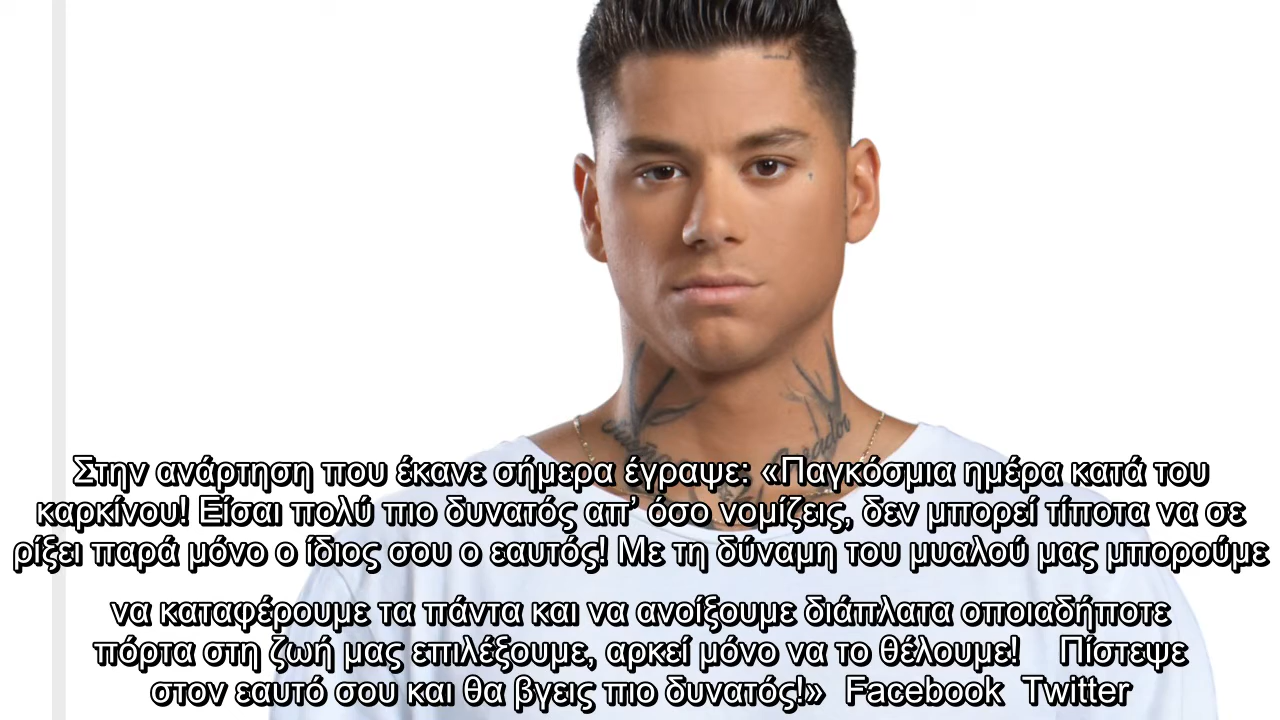 Στην ανάρτηση που έκανε σήμερα έγραψε: «Παγκόσμια ημέρα κατά του
καρκίνου! Είσαι πολύ πιο δυνατός απ’ όσο νομίζεις, δεν μπορεί τίποτα να σε
ρίξει παρά μόνο ο ίδιος σου ο εαυτός! Με τη δύναμη του μυαλού μας μπορούμε
να καταφέρουμε τα πάντα και να ανοίξουμε διάπλατα οποιαδήποτε
πόρτα στη ζωή μας επιλέξουμε, αρκεί μόνο να το θέλουμε! Πίστεψε
στον εαυτό σου και θα βγεις πιο δυνατός!» Facebook Twitter